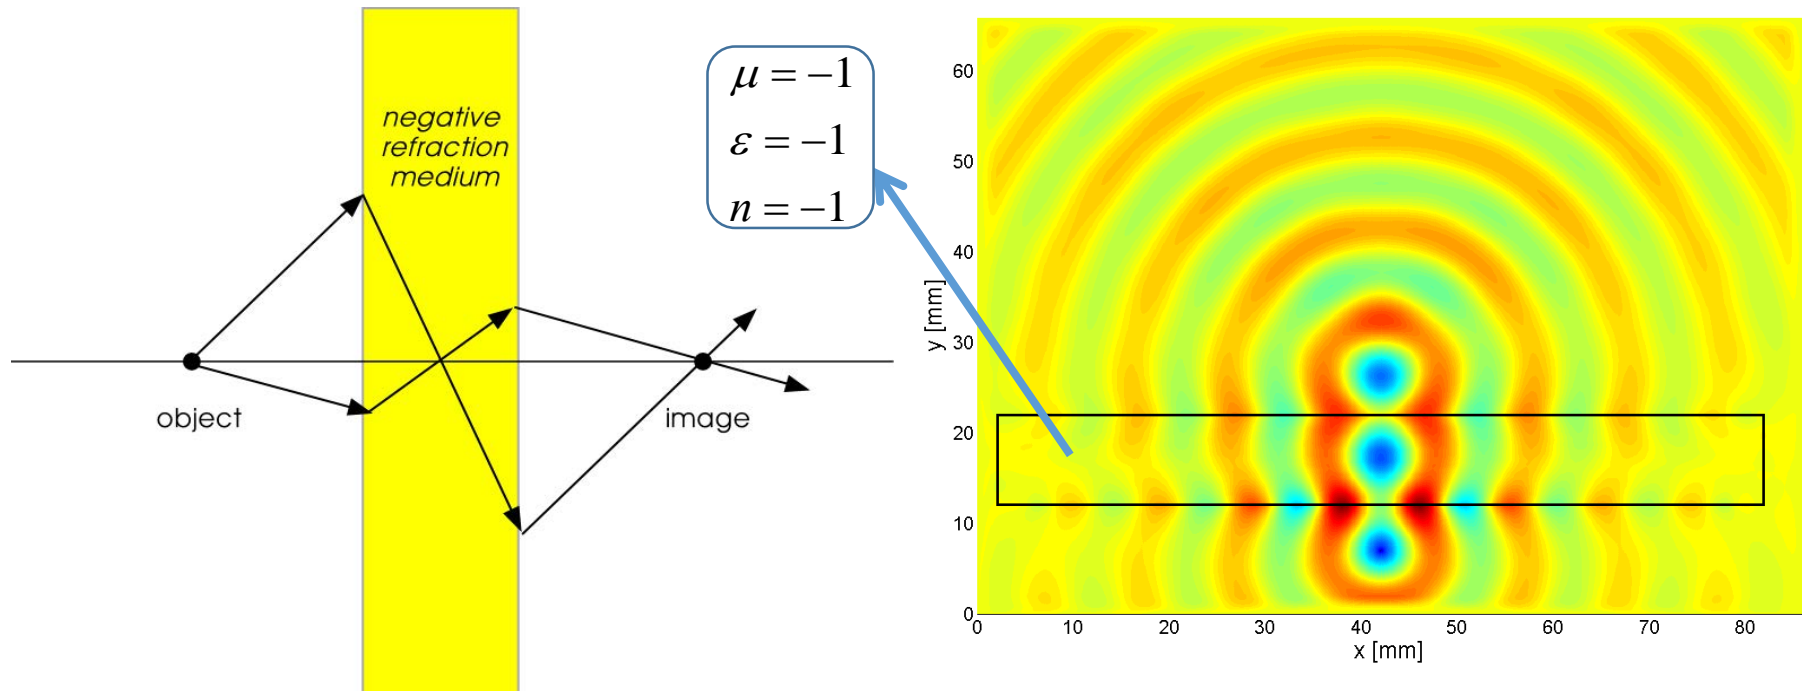 negative
refraction
medium
object
image
μ = −1
ε = −1
n = −1
60
50
40
30
20
10
0
y [mm]
0 10 20 30 40 50 60 70 80
x [mm]